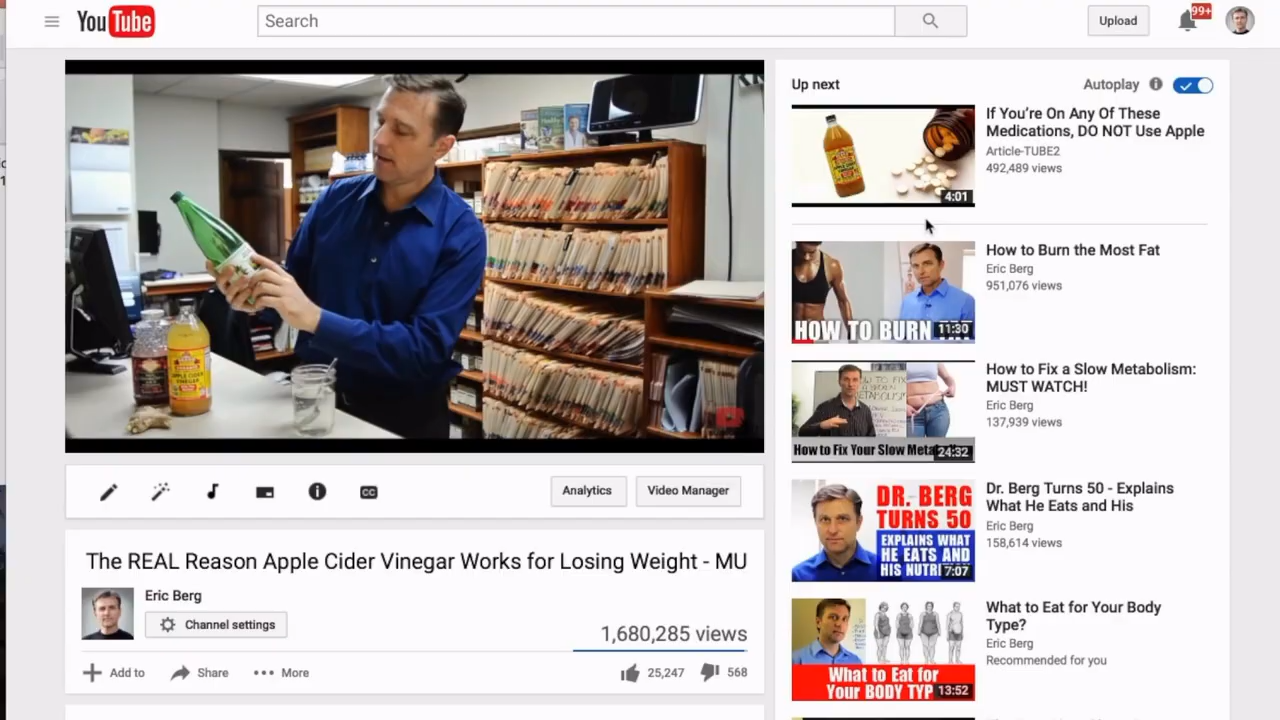 YouTube
Search
Upload
99+
Up next
Autoplay
If You're On Any Of These
Medications, DO NOT Use Apple
Article-TUBE2
492,489 views
4:01
How to Burn the Most Fat
Eric Berg
951,076 views
HOW TO BURN
11:30
How to Fix a Slow Metabolism:
MUST WATCH!
Eric Berg
137,939 views
How to Fix Your Slow
24:32
Dr. Berg Turns 50 - Explains
What He Eats and His
Eric Berg
158,614 views
DR. BERG
TURNS 50
EXPLAINS WHAT
HE EATS AND
HIS NUTRI
7:07
What to Eat for Your Body
Type?
Eric Berg
Recommended for you
What to Eat for
Your BODY TYP
13:52
APPLE CIDER
VINEGAR
CC
Analytics
Video Manager
The REAL Reason Apple Cider Vinegar Works for Losing Weight - MU
Eric Berg
Channel settings
1,680,285 views
Add to
Share
More
25,247
568